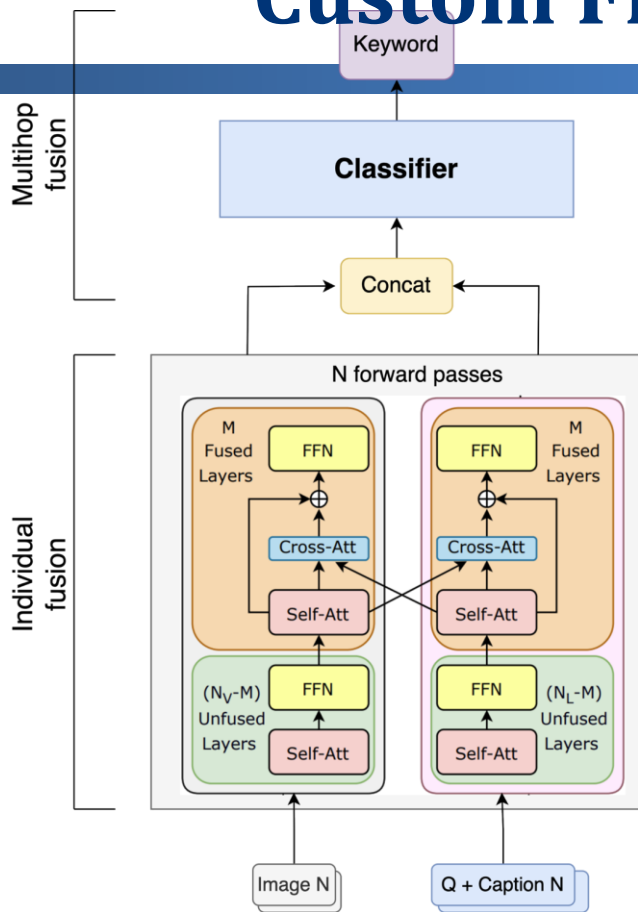 Custom
Keyword
Multihop
fusion
Classifier
Concat
N forward passes
Individual
fusion
M
Fused
Layers
FFN
Cross-Att
Self-Att
FFN
M
Fused
Layers
Cross-Att
Self-Att
(N_V-M)
Unfused
Layers
FFN
Self-Att
FFN
(N_L-M)
Unfused
Layers
Self-Att
Image N
Q + Caption N